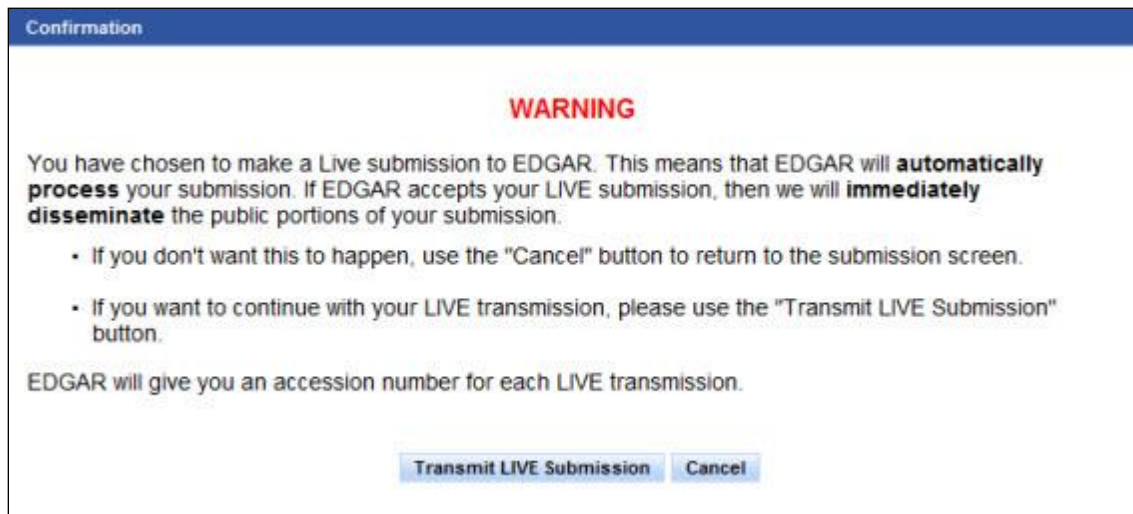 Confirmation
WARNING
You have chosen to make a Live submission to EDGAR. This means that EDGAR will automatically
process your submission. If EDGAR accepts your LIVE submission, then we will immediately
disseminate the public portions of your submission.
• If you don't want this to happen, use the "Cancel" button to return to the submission screen.
• If you want to continue with your LIVE transmission, please use the "Transmit LIVE Submission"
button.
EDGAR will give you an accession number for each LIVE transmission.
Transmit LIVE Submission Cancel